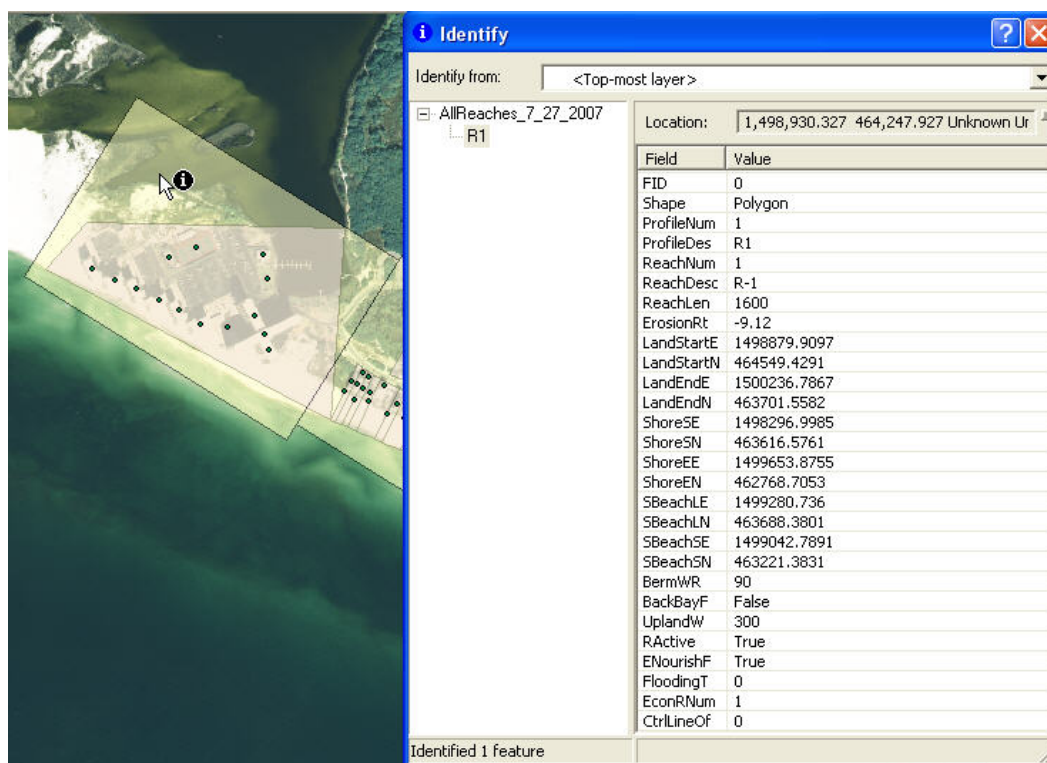 Identify
Identify from: <Top-most layer>
AllReaches_7_27_2007
R1
Location: 1,498,930.327 464,247.927 Unknown Ur
Field Value
FID 0
Shape Polygon
ProfileNum 1
ProfileDes R1
ReachNum 1
ReachDesc R-1
ReachLen 1600
ErosionRt -9.12
LandStartE 1498879.9097
LandStartN 464549.4291
LandEndE 1500236.7867
LandEndN 463701.5582
ShoreSE 1498296.9985
ShoreSN 463616.5761
ShoreEE 1499653.8755
ShoreEN 462768.7053
SBeachLE 1499280.736
SBeachLN 463688.3801
SBeachSE 1499042.7891
SBeachSN 463221.3831
BermWR 90
BackBayF False
UplandW 300
RActive True
ENourishF True
FloodingT 0
EconRNum 1
CtrlLineOf 0
Identified 1 feature